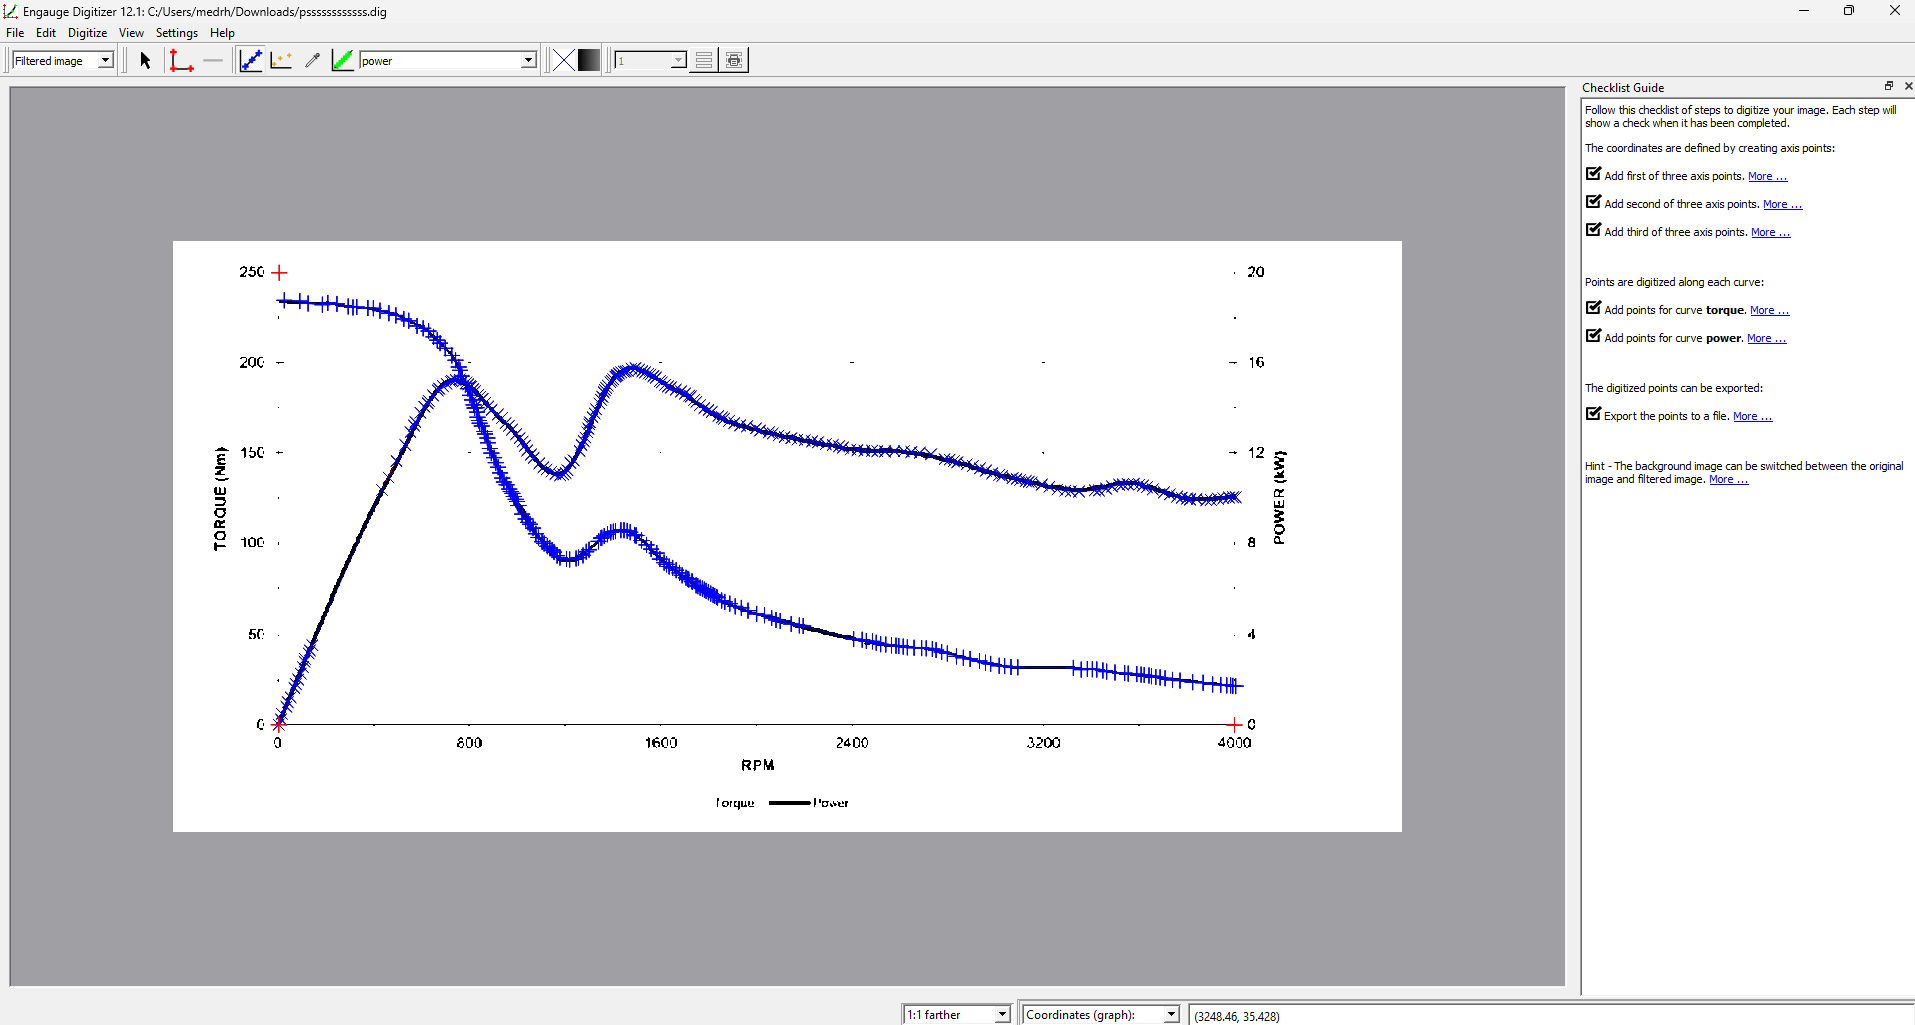 Engauge Digitizer 12.1: C:/Users/medrh/Downloads/psssssssssssss.dig
File Edit Digitize View Settings Help
Filtered image
power
1
Checklist Guide
Follow this checklist of steps to digitize your image. Each step will
show a check when it has been completed.
The coordinates are defined by creating axis points:
Add first of three axis points. More ...
Add second of three axis points. More ...
Add third of three axis points. More ...
Points are digitized along each curve:
Add points for curve torque. More ...
Add points for curve power. More ...
The digitized points can be exported:
Export the points to a file. More ...
Hint - The background image can be switched between the original
image and filtered image. More ...
250
200
150
100
50
0
TORQUE (Nm)
20
16
12
8
4
0
POWER (kW)
0 800 1600 2400 3200 4000
RPM
Torque Power
1:1 farther
Coordinates (graph):
(3248.46, 35.428)